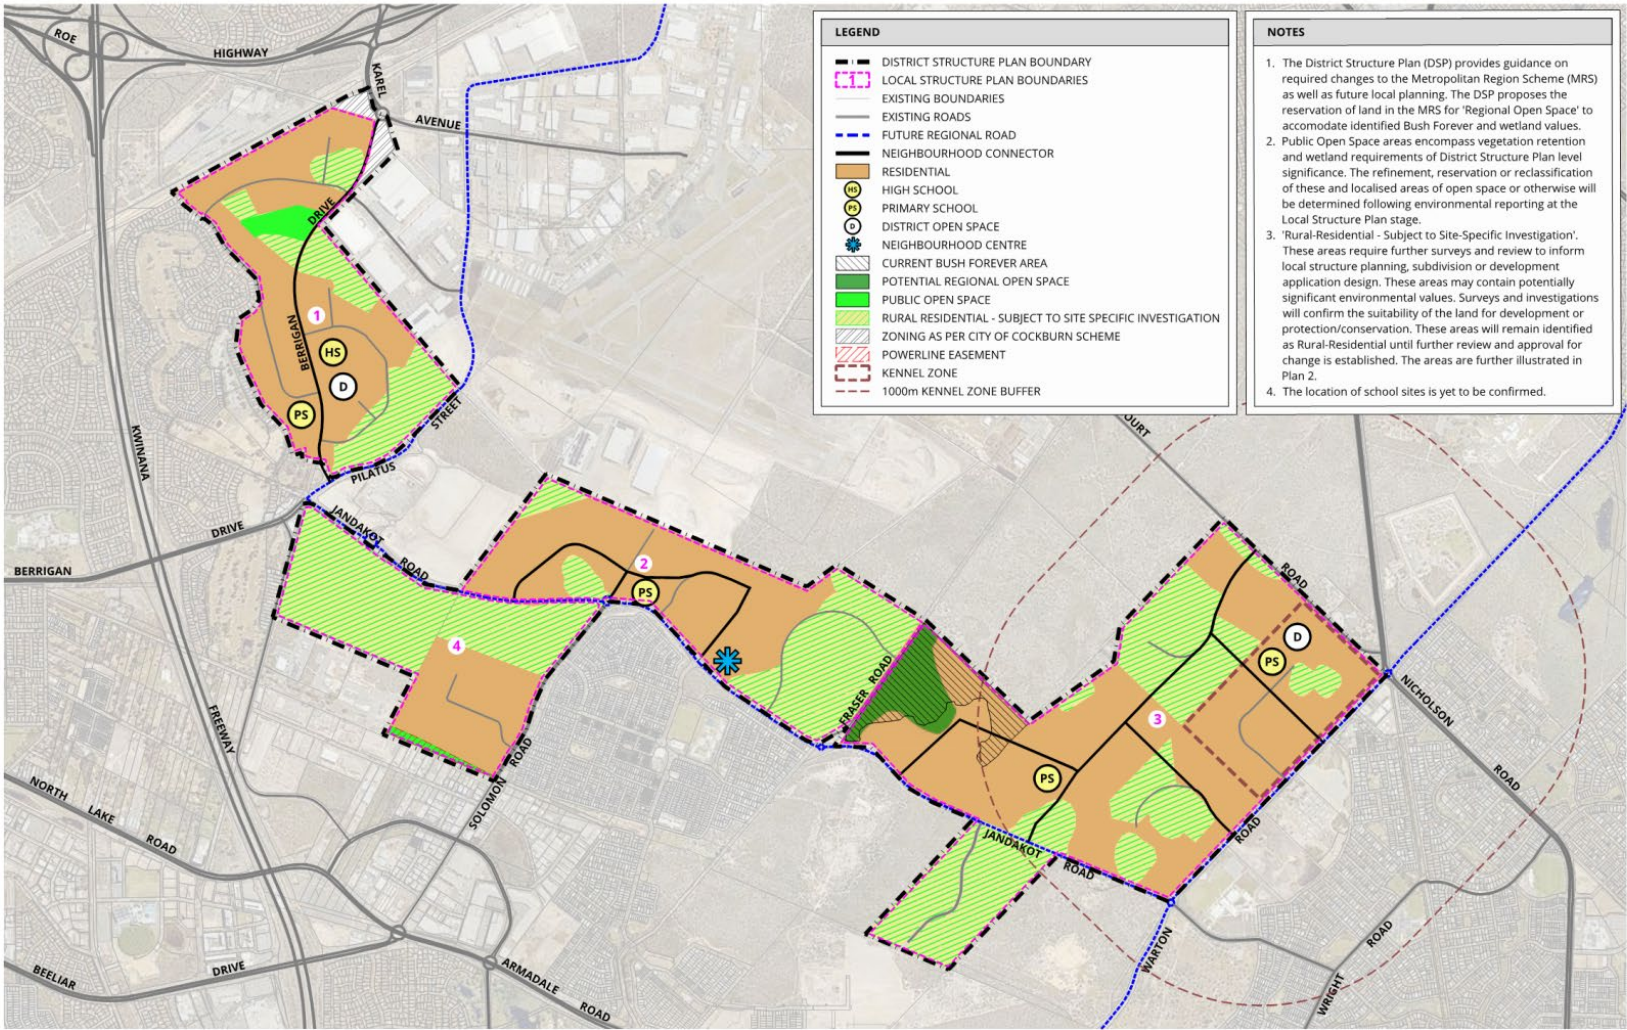 ROE
HIGHWAY
KAREL
AVENUE
DRIVE
1
BERRIGAN
HS
D
PS
STREET
PILATUS
KWINANA
DRIVE
BERRIGAN
JANDAKOT
ROAD
2
PS
4
FREEWAY
FRASER ROAD
SOLOMON ROAD
NORTH LAKE ROAD
BEELIAR DRIVE
ARMADALE ROAD
OURT
ROAD
D
PS
3
PS
NICHOLSON
ROAD
JANDAKOT
ROAD
ROAD
WARTON
WRIGHT ROAD
LEGEND
DISTRICT STRUCTURE PLAN BOUNDARY
1 LOCAL STRUCTURE PLAN BOUNDARIES
EXISTING BOUNDARIES
EXISTING ROADS
FUTURE REGIONAL ROAD
NEIGHBOURHOOD CONNECTOR
RESIDENTIAL
HS HIGH SCHOOL
PS PRIMARY SCHOOL
D DISTRICT OPEN SPACE
NEIGHBOURHOOD CENTRE
CURRENT BUSH FOREVER AREA
POTENTIAL REGIONAL OPEN SPACE
PUBLIC OPEN SPACE
RURAL RESIDENTIAL - SUBJECT TO SITE SPECIFIC INVESTIGATION
ZONING AS PER CITY OF COCKBURN SCHEME
POWERLINE EASEMENT
KENNEL ZONE
1000m KENNEL ZONE BUFFER
NOTES
1. The District Structure Plan (DSP) provides guidance on
required changes to the Metropolitan Region Scheme (MRS)
as well as future local planning. The DSP proposes the
reservation of land in the MRS for 'Regional Open Space' to
accomodate identified Bush Forever and wetland values.
2. Public Open Space areas encompass vegetation retention
and wetland requirements of District Structure Plan level
significance. The refinement, reservation or reclassification
of these and localised areas of open space or otherwise will
be determined following environmental reporting at the
Local Structure Plan stage.
3. 'Rural-Residential - Subject to Site-Specific Investigation'.
These areas require further surveys and review to inform
local structure planning, subdivision or development
application design. These areas may contain potentially
significant environmental values. Surveys and investigations
will confirm the suitability of the land for development or
protection/conservation. These areas will remain identified
as Rural-Residential until further review and approval for
change is established. The areas are further illustrated in
Plan 2.
4. The location of school sites is yet to be confirmed.